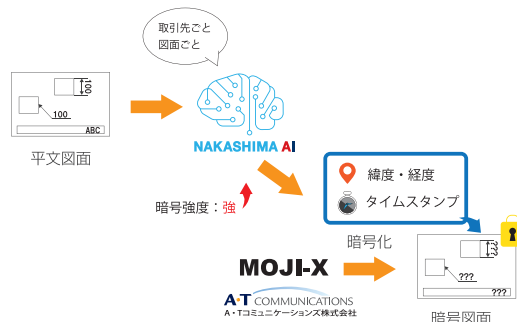 取引先ごと
図面ごと
100
100
ABC
平文図面
NAKASHIMA AI
暗号強度：強
緯度・経度
タイムスタンプ
暗号化
MOJI-X
A・T COMMUNICATIONS
A・Tコミュニケーションズ株式会社
???
???
???
暗号図面